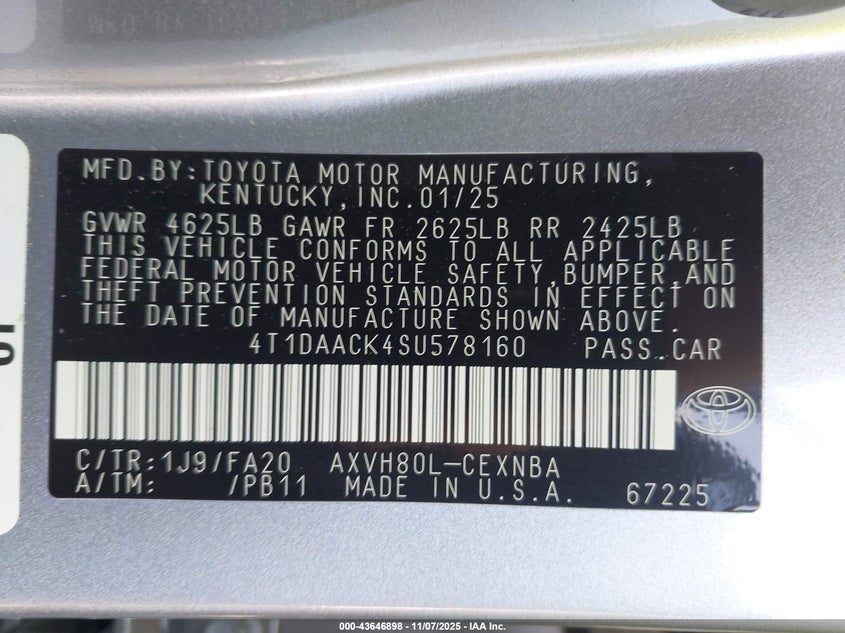 MFD.BY:TOYOTA MOTOR MANUFACTURING,
KENTUCKY,INC.01/25
GVWR 4625LB GAWR FR 2625LB RR 2425LB
THIS VEHICLE CONFORMS TO ALL APPLICABLE
FEDERAL MOTOR VEHICLE SAFETY,BUMPER,AND
THEFT PREVENTION STANDARDS IN EFFECT ON
THE DATE OF MANUFACTURE SHOWN ABOVE.
4T1DAACK4SU578160 PASS.CAR
C/TR:1J9/FA20 AXVH80L-CEXNBA
A/TM: /PB11 MADE IN U.S.A. 67225
000-43646898 - 11/07/2025 - IAA Inc.